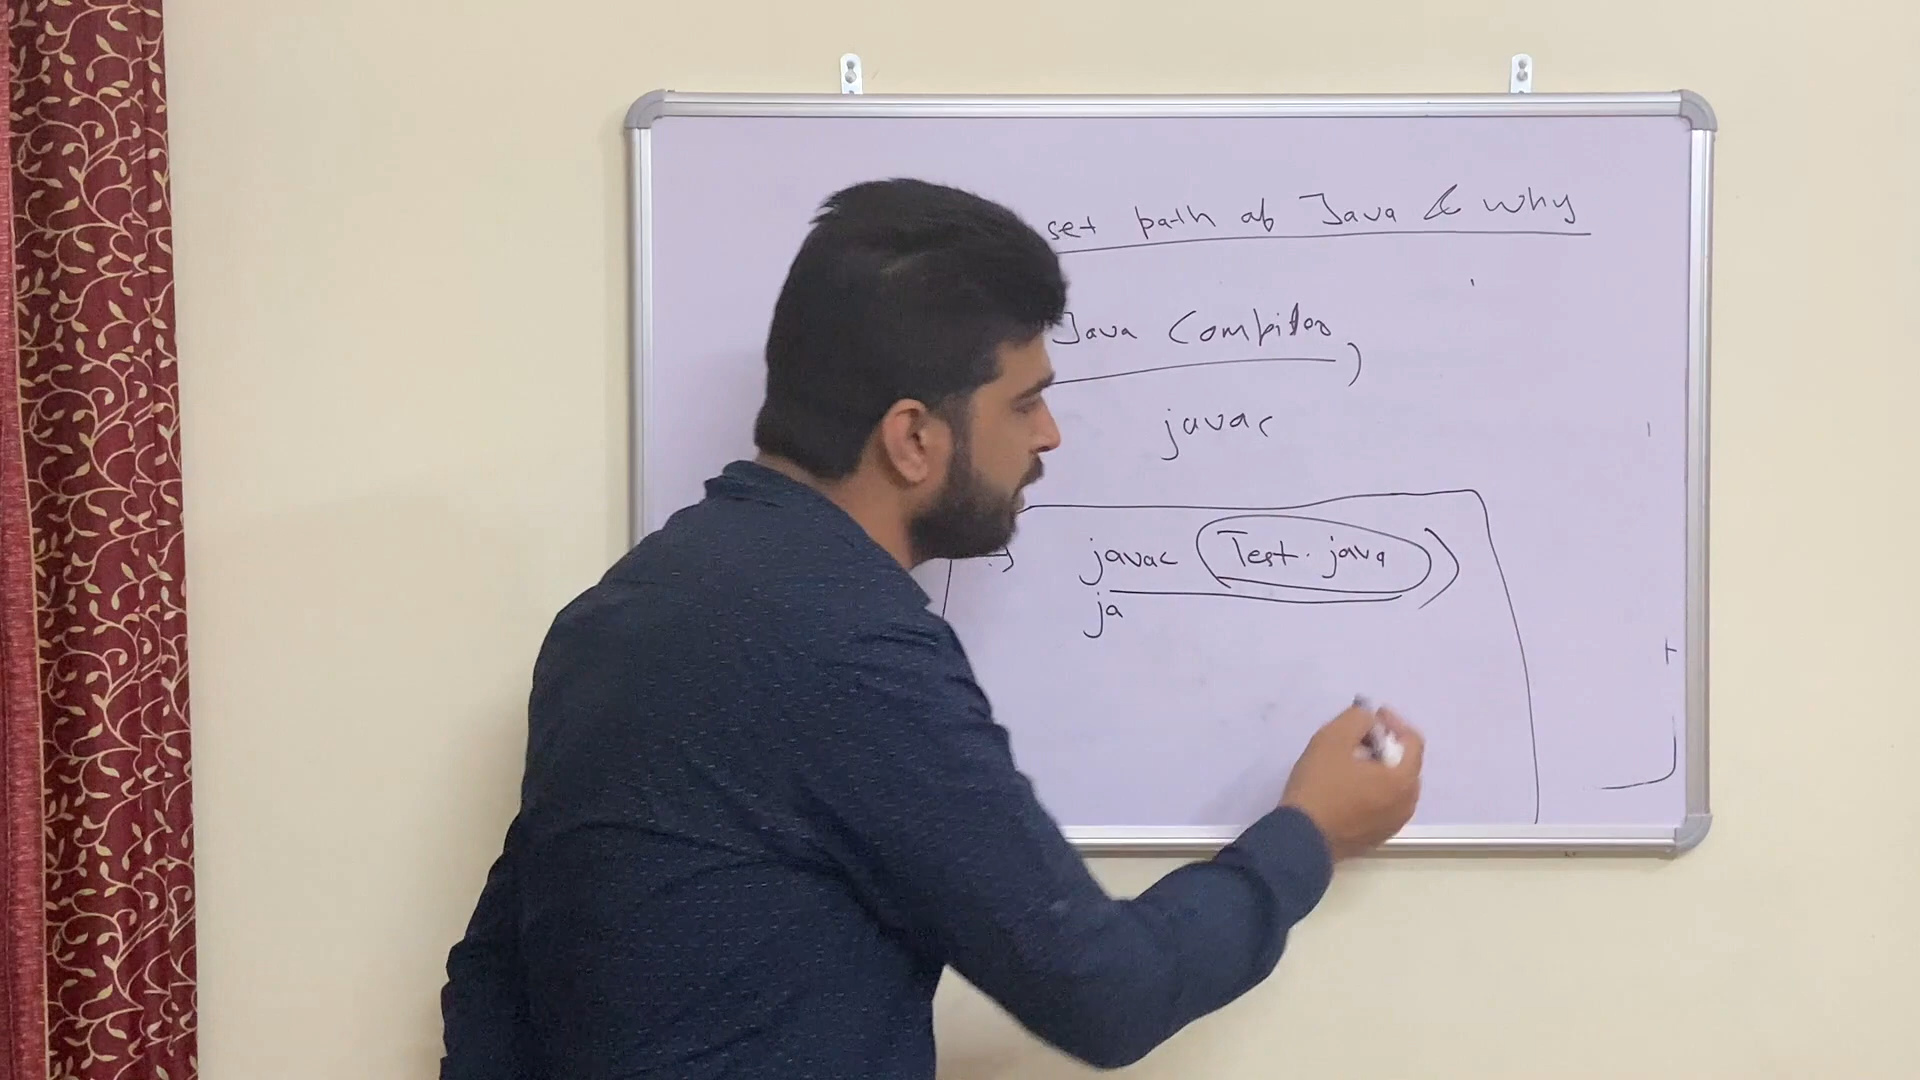 set path of Java & why
Java Compiler
javac
javac Test.java
ja